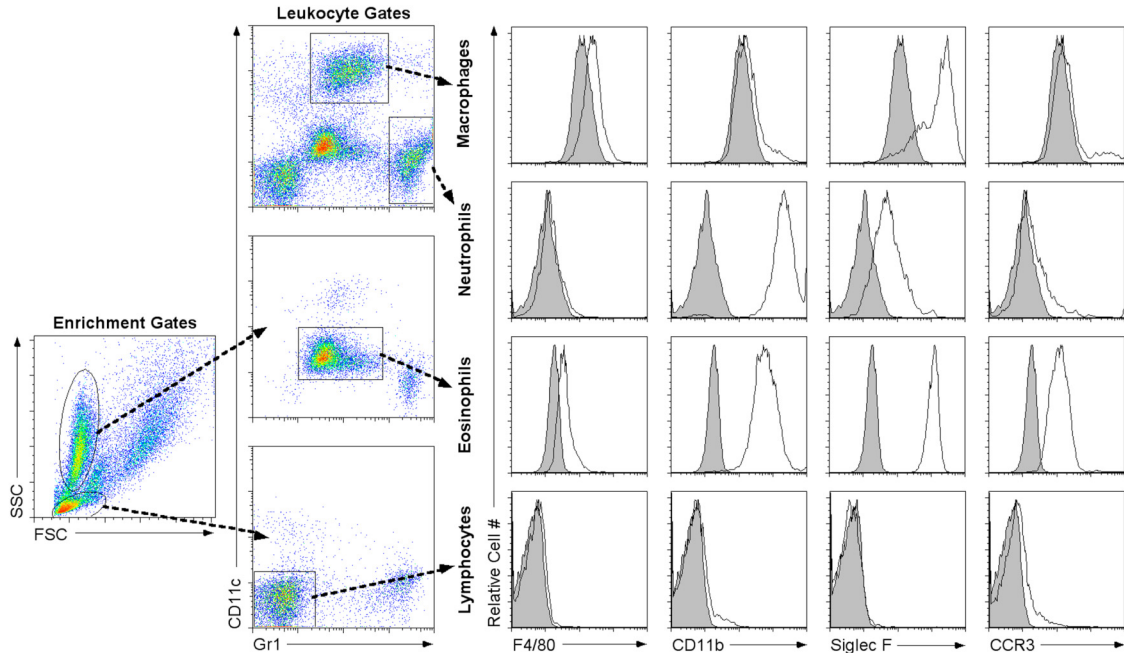 Leukocyte Gates
Macrophages
Neutrophils
Enrichment Gates
Eosinophils
Lymphocytes
SSC
FSC
CD11c
Gr1
Relative Cell #
F4/80
CD11b
Siglec F
CCR3